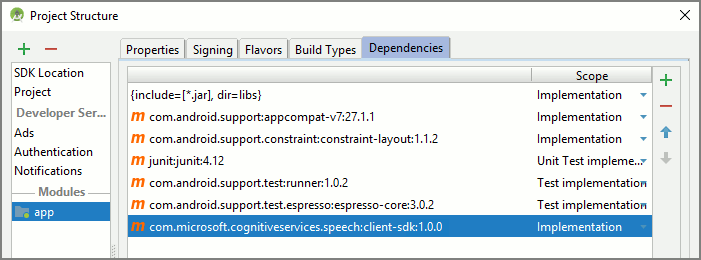 Project Structure
Properties Signing Flavors Build Types Dependencies
SDK Location
Project
Developer Ser...
Ads
Authentication
Notifications
Modules
app
Scope
{include=[*.jar], dir=libs} Implementation
m com.android.support:appcompat-v7:27.1.1 Implementation
m com.android.support.constraint:constraint-layout:1.1.2 Implementation
m junit:junit:4.12 Unit Test impleme...
m com.android.support.test:runner:1.0.2 Test implementation
m com.android.support.test.espresso:espresso-core:3.0.2 Test implementation
m com.microsoft.cognitiveservices.speech:client-sdk:1.0.0 Implementation